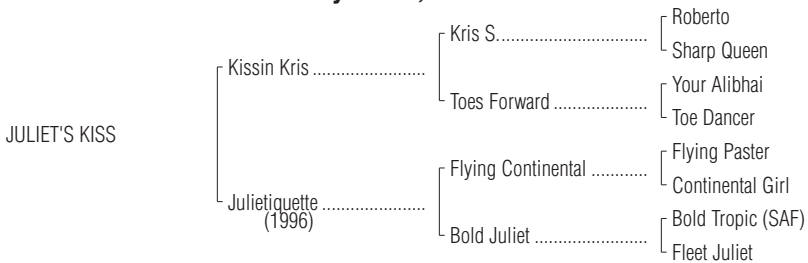 Roberto
Kris S.
Sharp Queen
Kissin Kris
Your Alibhai
Toes Forward
Toe Dancer
JULIET'S KISS
Flying Paster
Flying Continental
Continental Girl
Julietiquette
(1996)
Bold Tropic (SAF)
Bold Juliet
Fleet Juliet